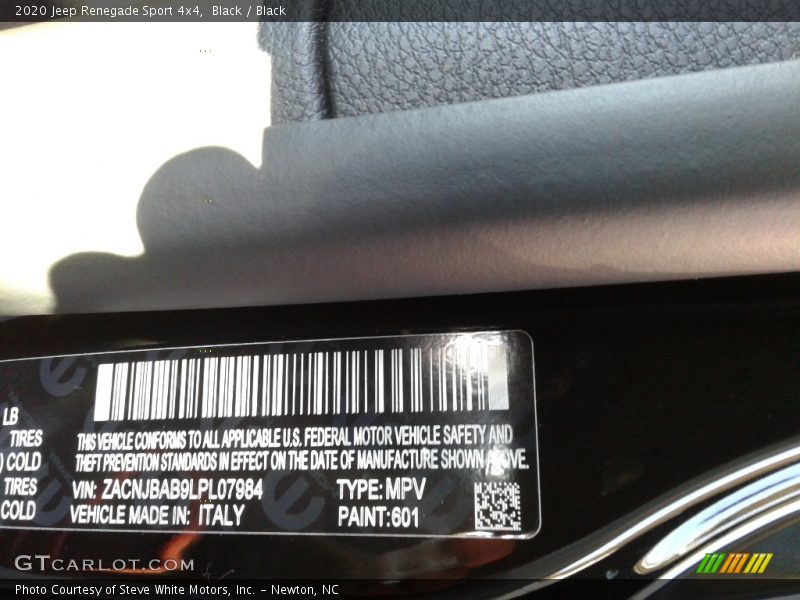 2020 Jeep Renegade Sport 4x4, Black / Black
LB
TIRES
) COLD
TIRES
COLD
THIS VEHICLE CONFORMS TO ALL APPLICABLE U.S. FEDERAL MOTOR VEHICLE SAFETY AND
THEFT PREVENTION STANDARDS IN EFFECT ON THE DATE OF MANUFACTURE SHOWN ABOVE.
VIN: ZACNJBAB9LPL07984 TYPE: MPV
VEHICLE MADE IN: ITALY PAINT:601
GTCARLOT.COM
Photo Courtesy of Steve White Motors, Inc. – Newton, NC